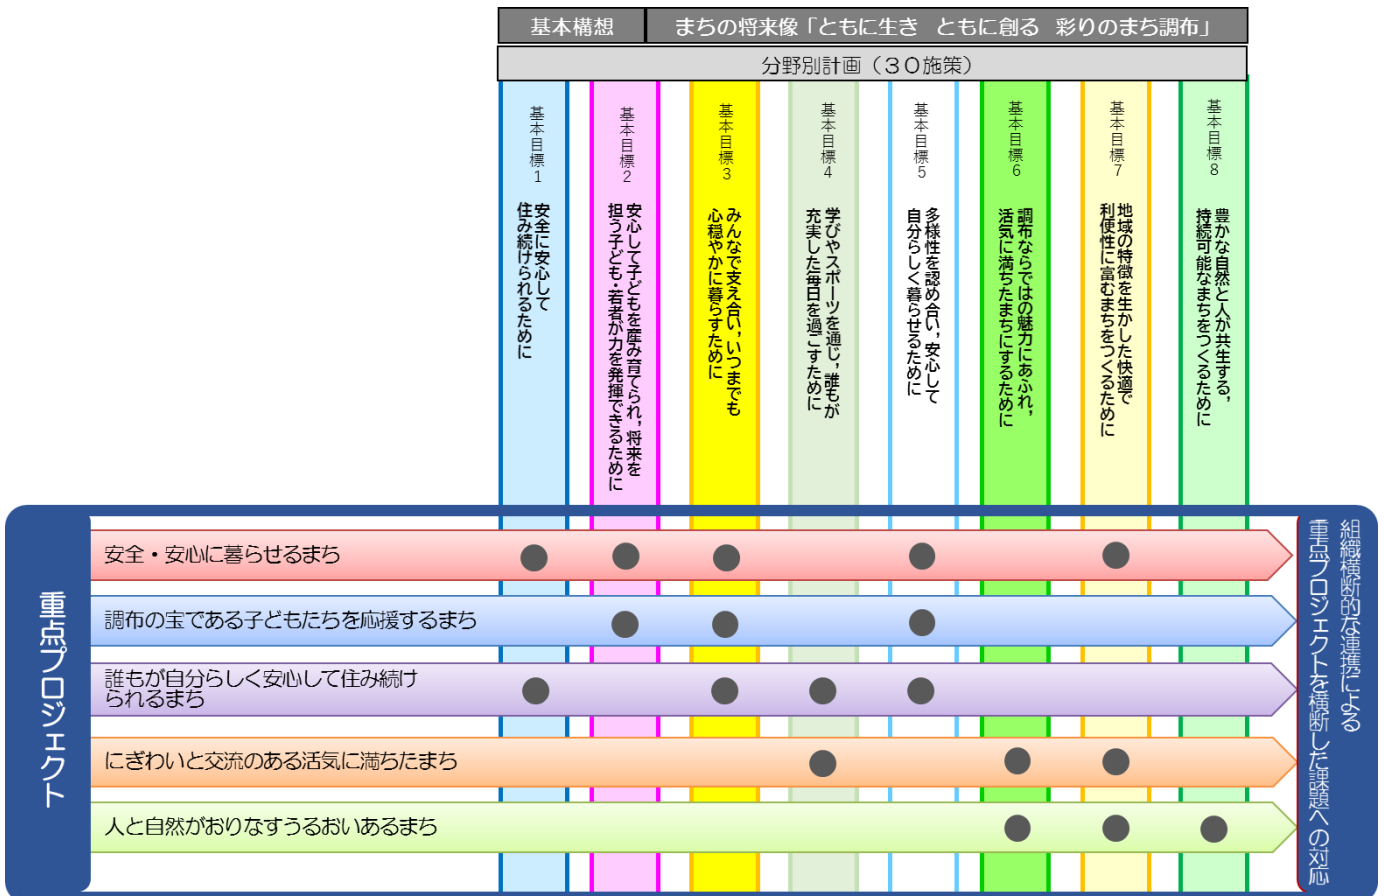 基本構想
まちの将来像「ともに生き　ともに創る　彩りのまち調布」
分野別計画（３０施策）
基本目標１
安全に安心して
住み続けられるために
基本目標２
安心して子どもを産み育てられ，将来を
担う子ども・若者が力を発揮できるために
基本目標３
みんなで支え合い，いつまでも
心穏やかに暮らすために
基本目標４
学びやスポーツを通じ，誰もが
充実した毎日を過ごすために
基本目標５
多様性を認め合い，安心して
自分らしく暮らせるために
基本目標６
調布ならではの魅力にあふれ，
活気に満ちたまちにするために
基本目標７
地域の特徴を生かした快適で
利便性に富むまちをつくるために
基本目標８
豊かな自然と人が共生する，
持続可能なまちをつくるために
重点プロジェクト
安全・安心に暮らせるまち
調布の宝である子どもたちを応援するまち
誰もが自分らしく安心して住み続け
られるまち
にぎわいと交流のある活気に満ちたまち
人と自然がおりなすうるおいあるまち
組織横断的な連携による
重点プロジェクトを横断した課題への対応